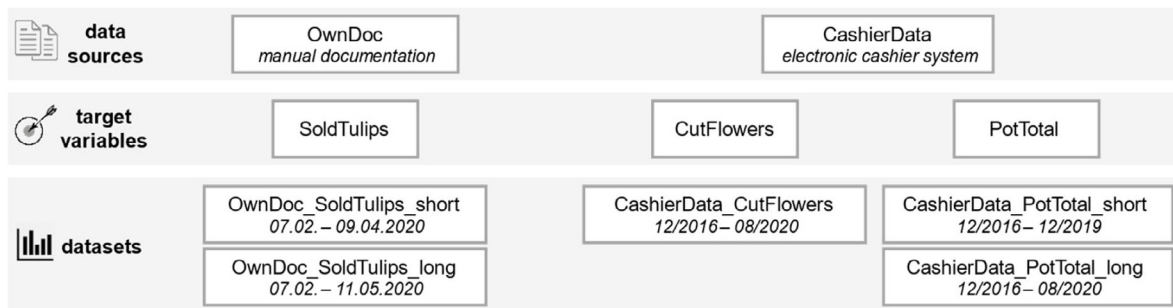 data sources
OwnDoc
manual documentation
CashierData
electronic cashier system
target variables
SoldTulips
CutFlowers
PotTotal
datasets
OwnDoc_SoldTulips_short
07.02. – 09.04.2020
OwnDoc_SoldTulips_long
07.02. – 11.05.2020
CashierData_CutFlowers
12/2016 – 08/2020
CashierData_PotTotal_short
12/2016 – 12/2019
CashierData_PotTotal_long
12/2016 – 08/2020